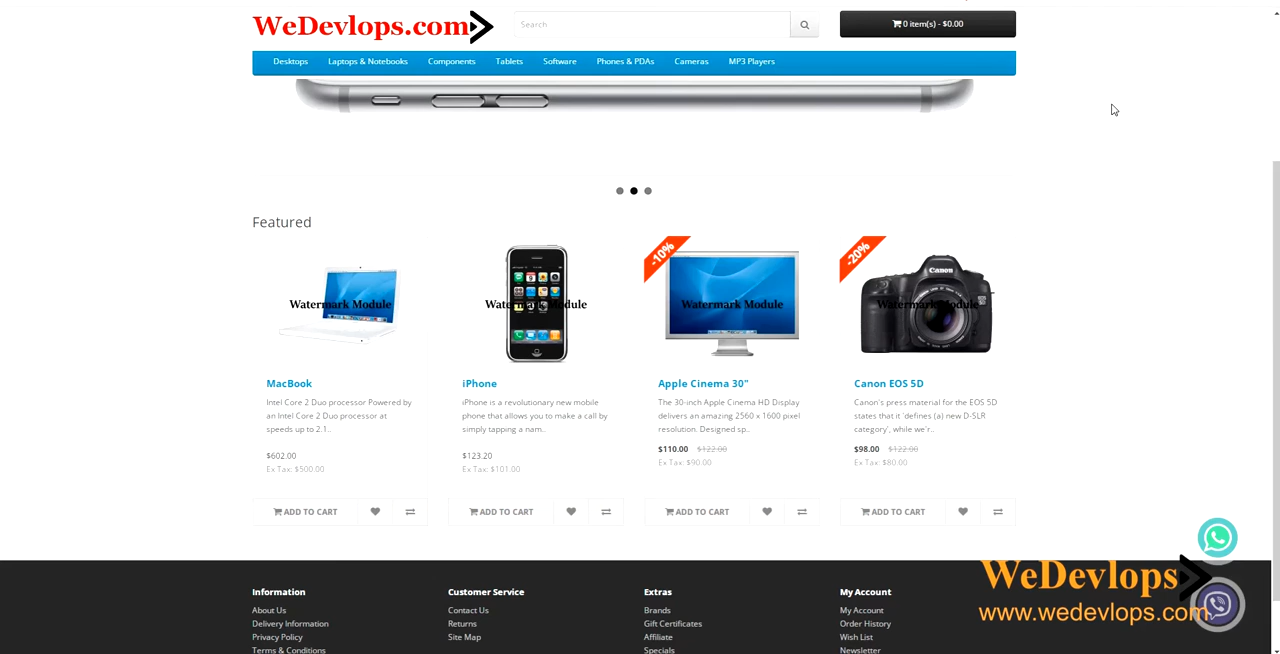 WeDevlops.com
Search
0 item(s) - $0.00
Desktops Laptops & Notebooks Components Tablets Software Phones & PDAs Cameras MP3 Players
Featured
-10% -20%
Canon
Watermark Module Watermark Module Watermark Module Watermark Module
MacBook
Intel Core 2 Duo processor Powered by
an Intel Core 2 Duo processor at
speeds up to 2.1..
$602.00
Ex Tax: $500.00
ADD TO CART
iPhone
iPhone is a revolutionary new mobile
phone that allows you to make a call by
simply tapping a nam..
$123.20
Ex Tax: $101.00
ADD TO CART
Apple Cinema 30"
The 30-inch Apple Cinema HD Display
delivers an amazing 2560 x 1600 pixel
resolution. Designed sp..
$110.00 $122.00
Ex Tax: $90.00
ADD TO CART
Canon EOS 5D
Canon's press material for the EOS 5D
states that it 'defines (a) new D-SLR
category', while we'r..
$98.00 $122.00
Ex Tax: $80.00
ADD TO CART
Information
About Us
Delivery Information
Privacy Policy
Terms & Conditions
Customer Service
Contact Us
Returns
Site Map
Extras
Brands
Gift Certificates
Affiliate
Specials
My Account
My Account
Order History
Wish List
Newsletter
WeDevlops
www.wedevlops.com